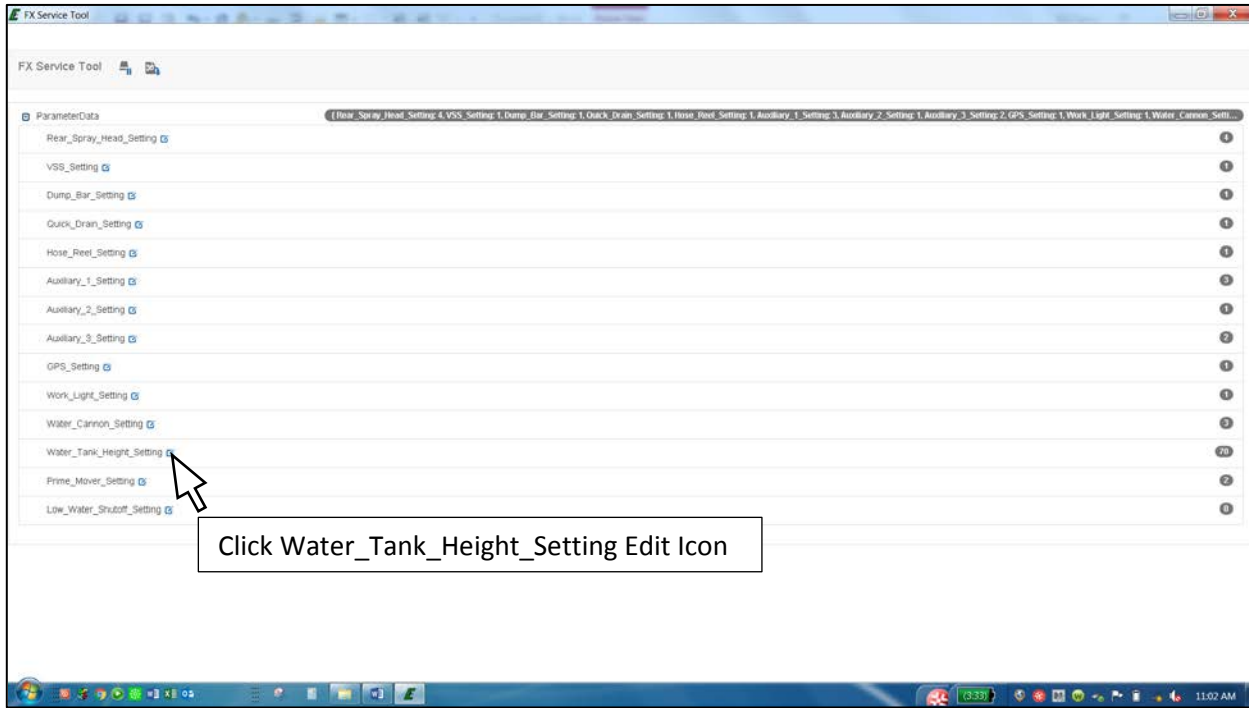 FX Service Tool
FX Service Tool
ParameterData
{ Rear_Spray_Head_Setting: 4, VSS_Setting: 1, Dump_Bar_Setting: 1, Quick_Drain_Setting: 1, Hose_Reel_Setting: 1, Auxiliary_1_Setting: 3, Auxiliary_2_Setting: 1, Auxiliary_3_Setting: 2, GPS_Setting: 1, Work_Light_Setting: 1, Water_Cannon_Setti...
Rear_Spray_Head_Setting 4
VSS_Setting 1
Dump_Bar_Setting 1
Quick_Drain_Setting 1
Hose_Reel_Setting 1
Auxiliary_1_Setting 3
Auxiliary_2_Setting 1
Auxiliary_3_Setting 2
GPS_Setting 1
Work_Light_Setting 1
Water_Cannon_Setting 3
Water_Tank_Height_Setting 70
Prime_Mover_Setting 2
Low_Water_Shutoff_Setting 0
Click Water_Tank_Height_Setting Edit Icon
(3:33) 11:02 AM